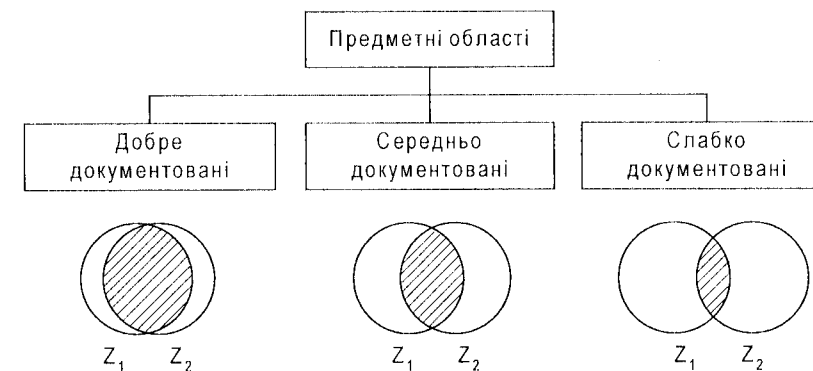 Предметні області
Добре
документовані
Середньо
документовані
Слабко
документовані
Z1 Z2
Z1 Z2
Z1 Z2